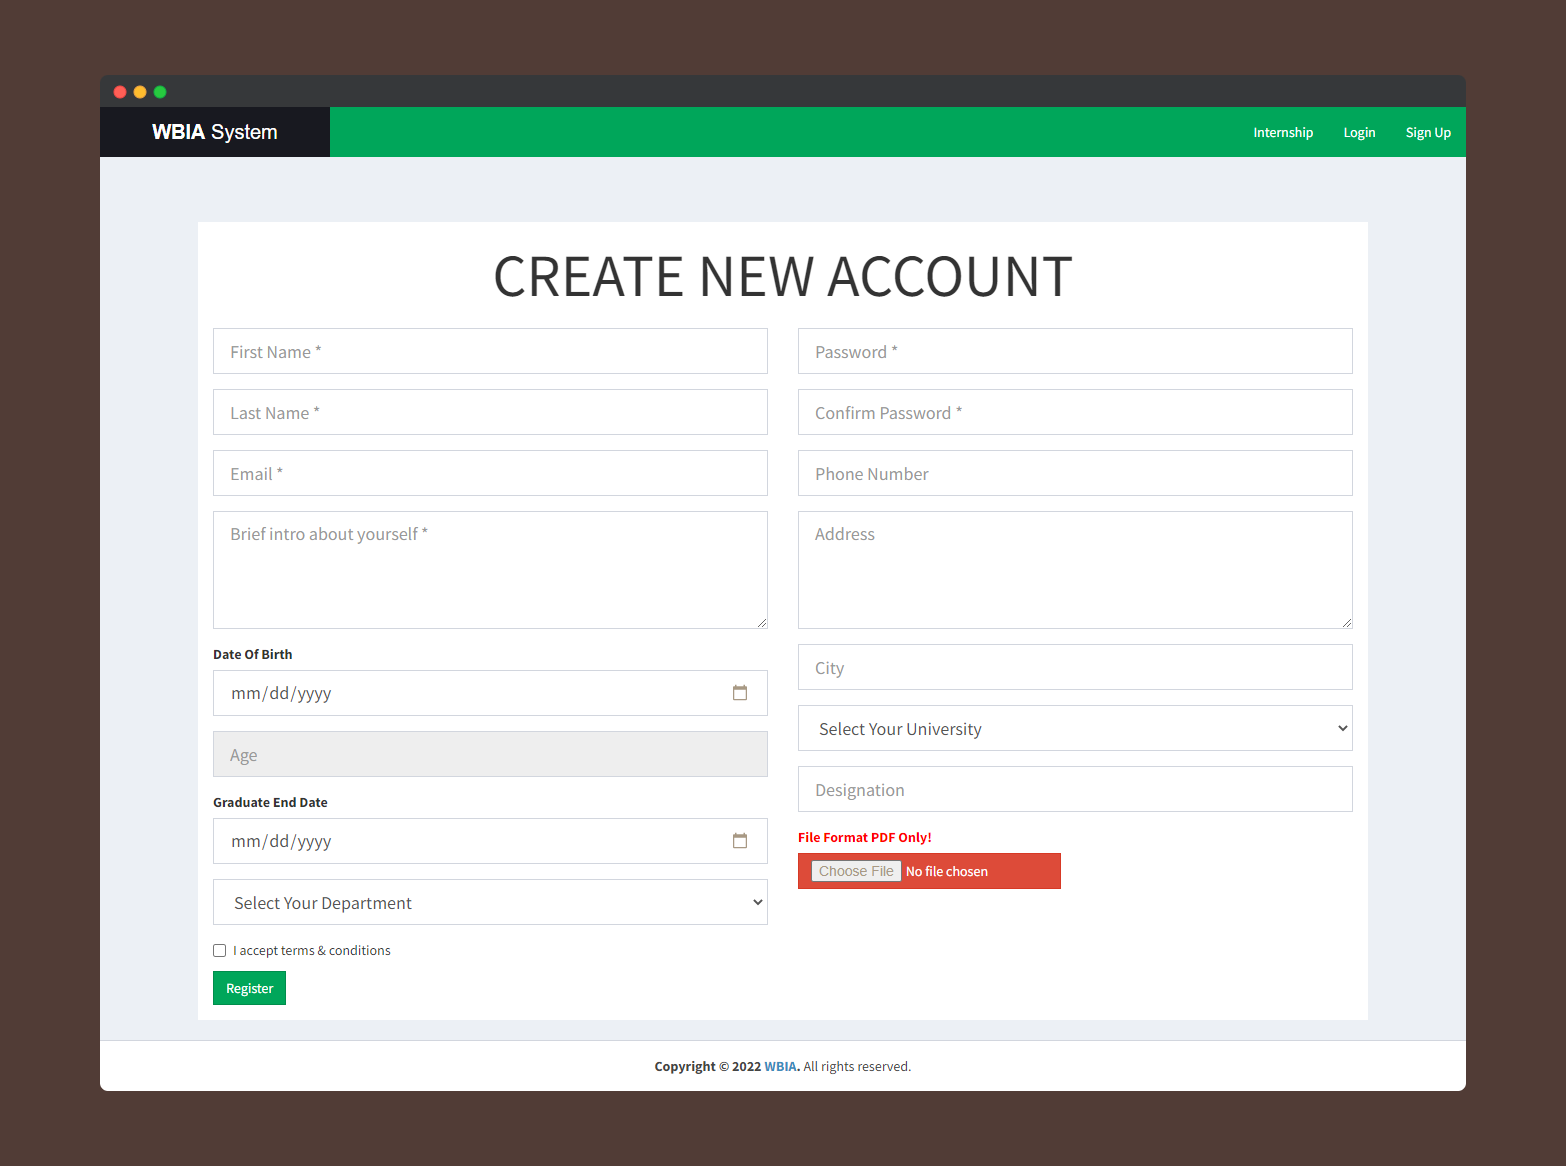 WBIA System
Internship
Login
Sign Up
CREATE NEW ACCOUNT
First Name *
Last Name *
Email *
Brief intro about yourself *
Date Of Birth
mm/dd/yyyy
Age
Graduate End Date
mm/dd/yyyy
Select Your Department
I accept terms & conditions
Register
Password *
Confirm Password *
Phone Number
Address
City
Select Your University
Designation
File Format PDF Only!
Choose File No file chosen
Copyright © 2022 WBIA. All rights reserved.